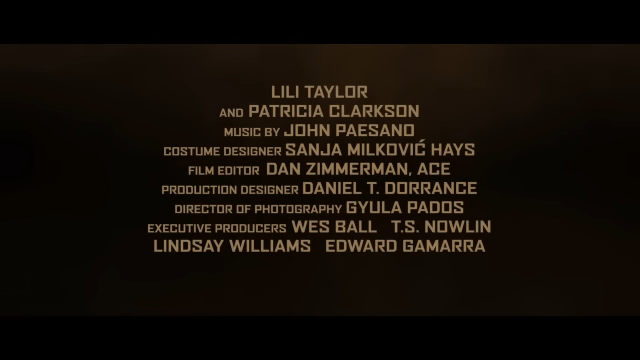 LILI TAYLOR
AND PATRICIA CLARKSON
MUSIC BY JOHN PAESANO
COSTUME DESIGNER SANJA MILKOVIĆ HAYS
FILM EDITOR DAN ZIMMERMAN, ACE
PRODUCTION DESIGNER DANIEL T. DORRANCE
DIRECTOR OF PHOTOGRAPHY GYULA PADOS
EXECUTIVE PRODUCERS WES BALL T.S. NOWLIN
LINDSAY WILLIAMS EDWARD GAMARRA